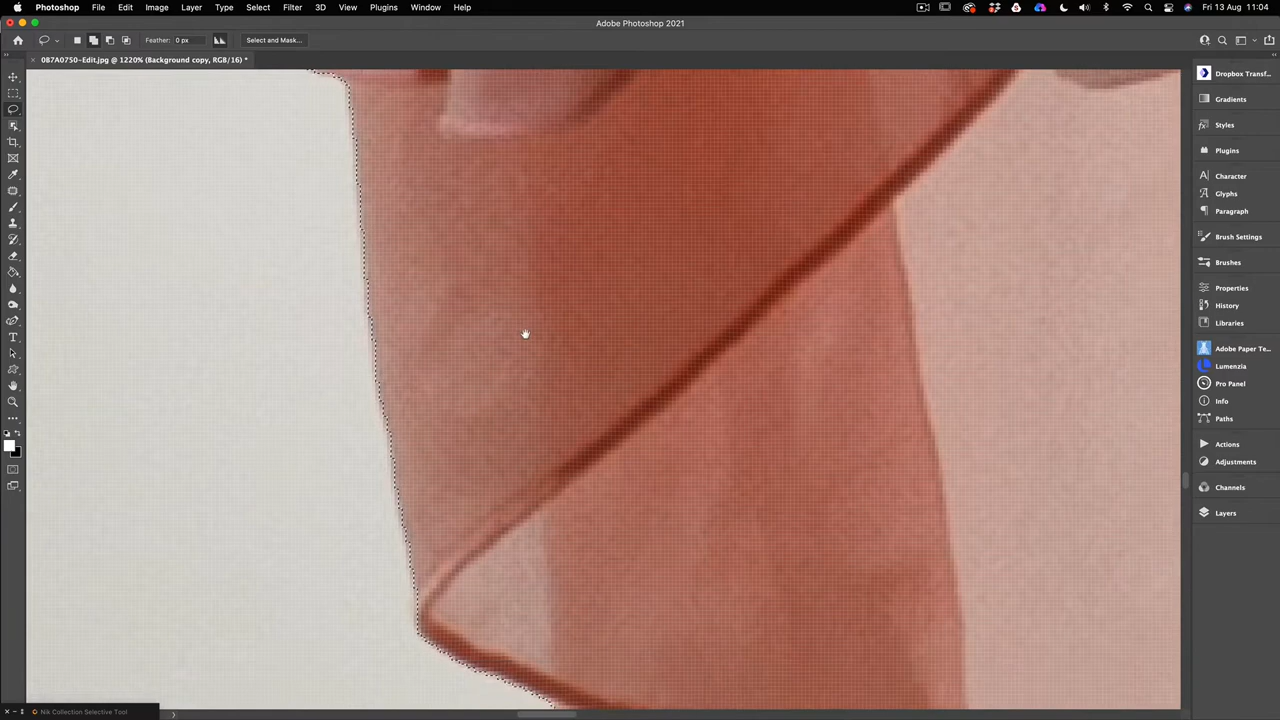 Photoshop File Edit Image Layer Type Select Filter 3D View Plugins Window Help Fri 13 Aug 11:04
Adobe Photoshop 2021
Feather: 0 px Select and Mask...
087A0750-Edit.jpg @ 1220% (Background copy, RGB/16) *
Dropbox Transf...
Gradients
Styles
Plugins
Character
Glyphs
Paragraph
Brush Settings
Brushes
Properties
History
Libraries
Adobe Paper Te...
Lumenzia
Pro Panel
Info
Paths
Actions
Adjustments
Channels
Layers
Nik Collection Selective Tool